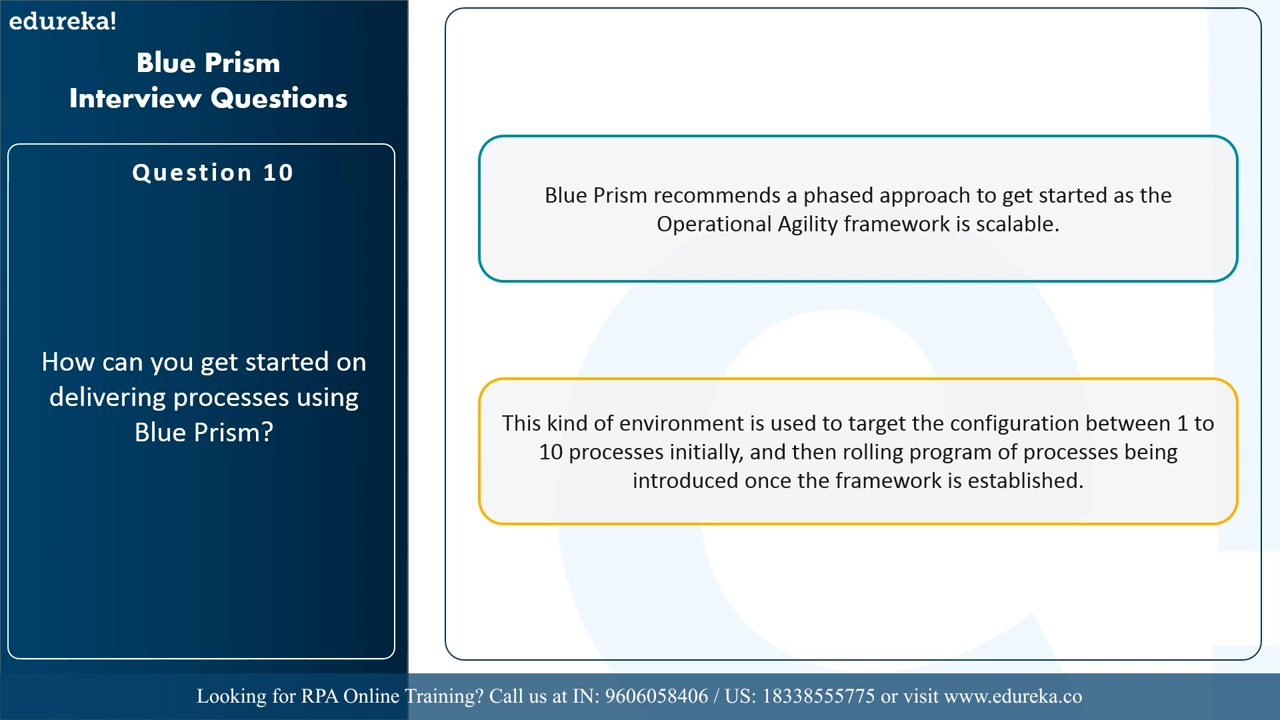 edureka!
Blue Prism
Interview Questions
Question 10
How can you get started on
delivering processes using
Blue Prism?
Blue Prism recommends a phased approach to get started as the
Operational Agility framework is scalable.
This kind of environment is used to target the configuration between 1 to
10 processes initially, and then rolling program of processes being
introduced once the framework is established.
Looking for RPA Online Training? Call us at IN: 9606058406 / US: 18338555775 or visit www.edureka.co